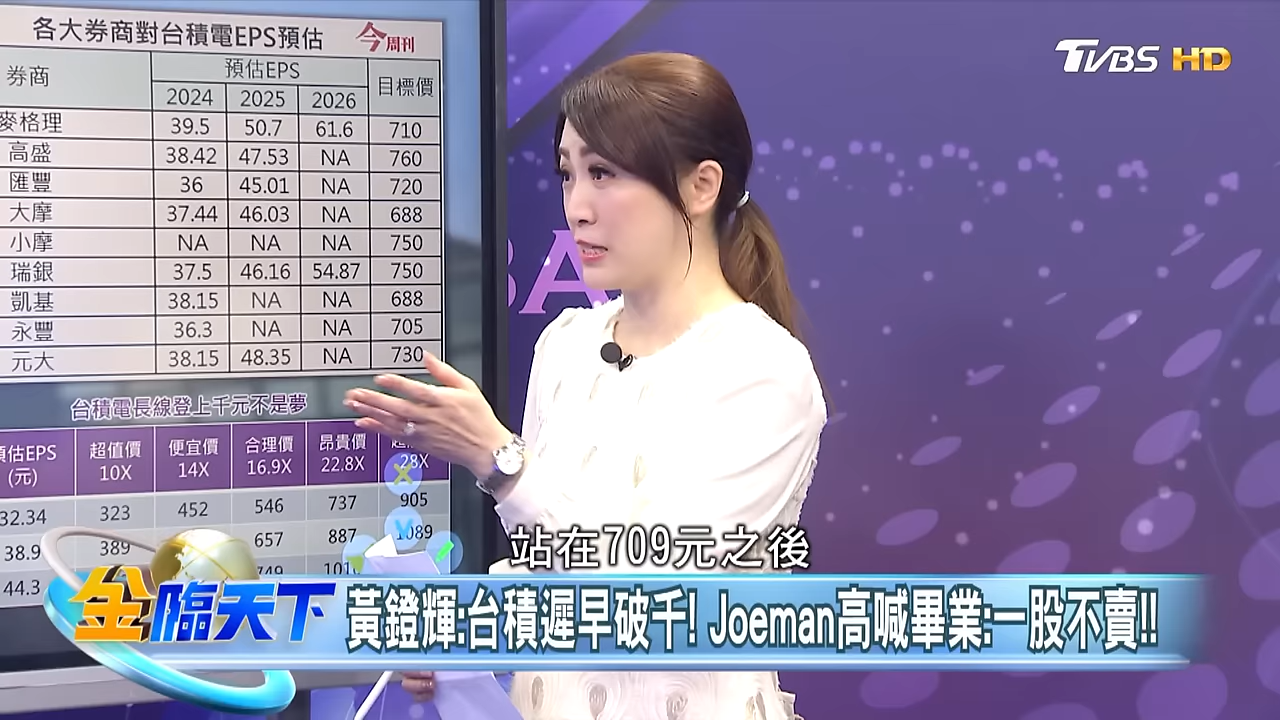 各大券商對台積電EPS預估 今周刊
TVBS HD
券商 預估EPS 目標價
2024 2025 2026
麥格理 39.5 50.7 61.6 710
高盛 38.42 47.53 NA 760
匯豐 36 45.01 NA 720
大摩 37.44 46.03 NA 688
小摩 NA NA NA 750
瑞銀 37.5 46.16 54.87 750
凱基 38.15 NA NA 688
永豐 36.3 NA NA 705
元大 38.15 48.35 NA 730
BA
台積電長線登上千元不是夢
預估EPS 超值價 便宜價 合理價 昂貴價
(元) 10X 14X 16.9X 22.8X 28X
32.34 323 452 546 737 905
38.9 389 657 887 1089
44.3 749
站在709元之後
金臨天下
黃鐙輝:台積遲早破千! Joeman高喊畢業:一股不賣!!